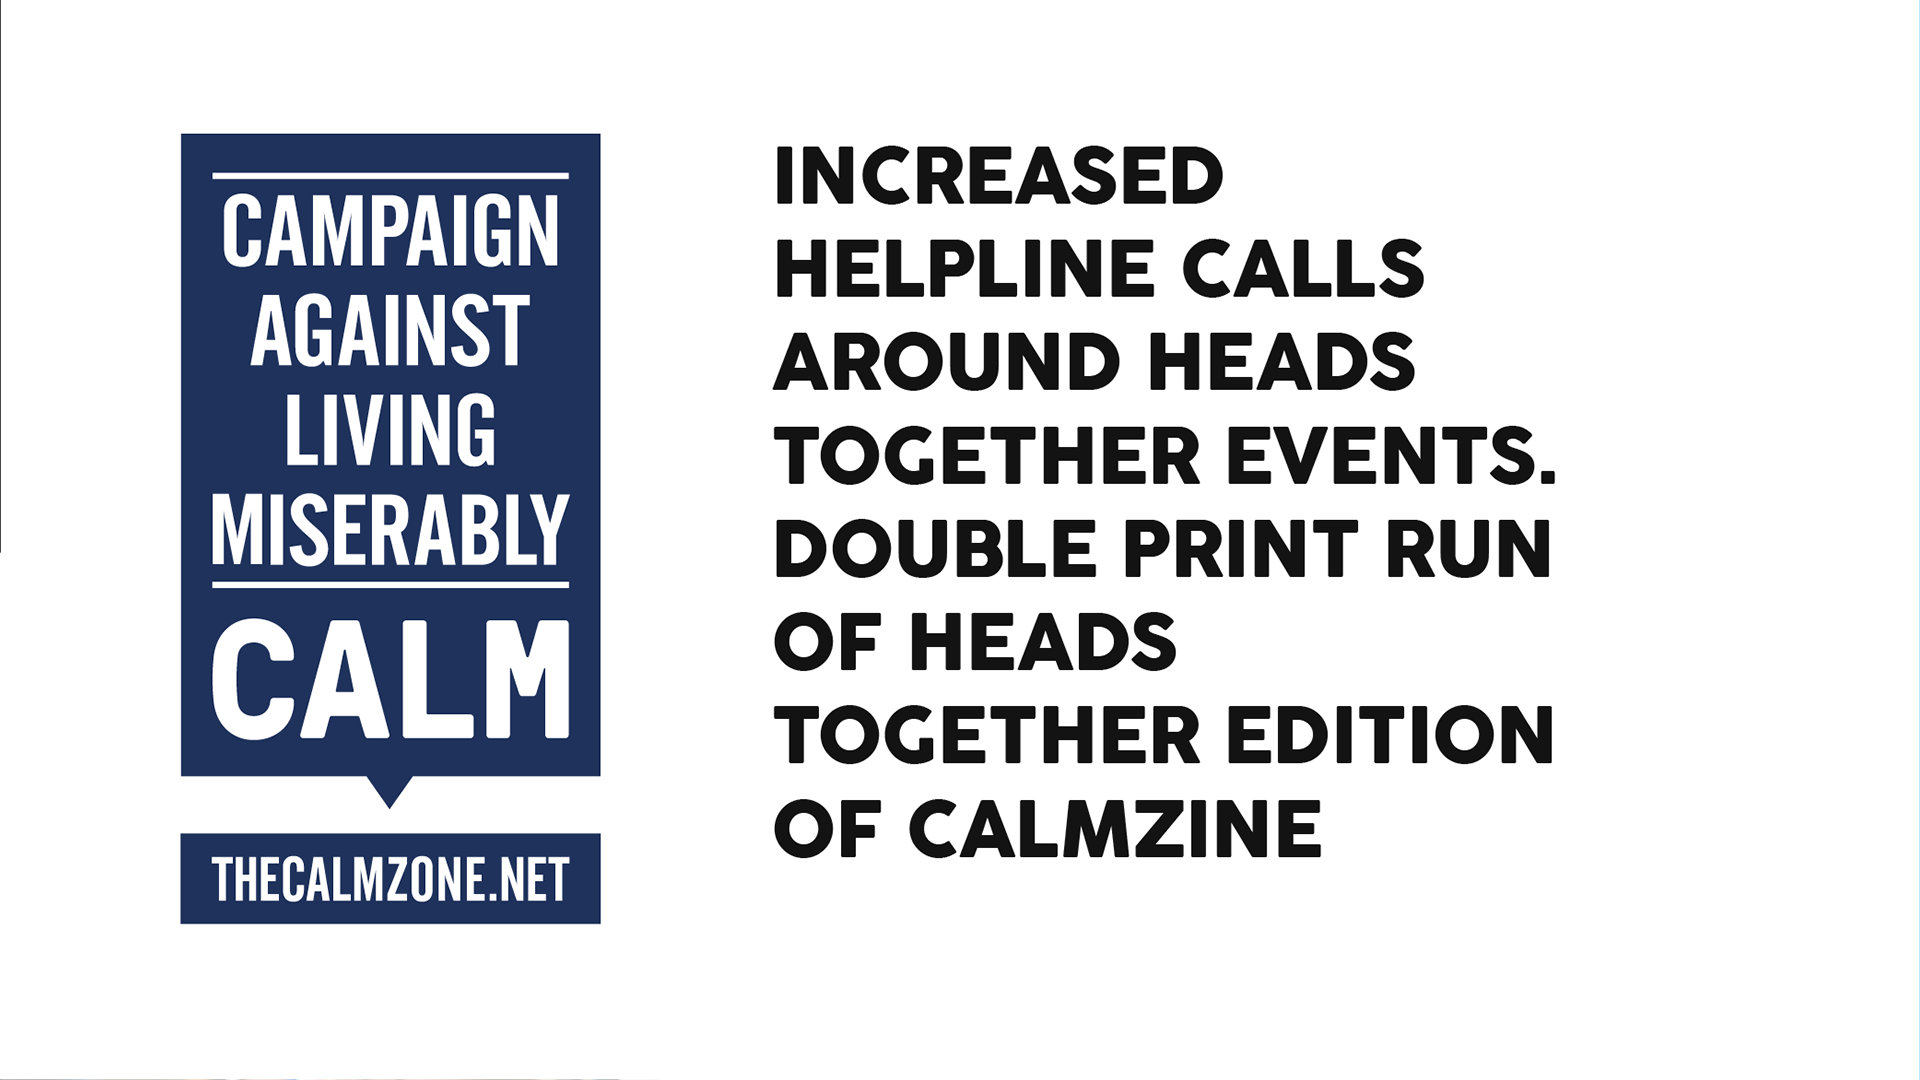 CAMPAIGN
AGAINST
LIVING
MISERABLY
CALM
THECALMZONE.NET
INCREASED
HELPLINE CALLS
AROUND HEADS
TOGETHER EVENTS.
DOUBLE PRINT RUN
OF HEADS
TOGETHER EDITION
OF CALMZINE